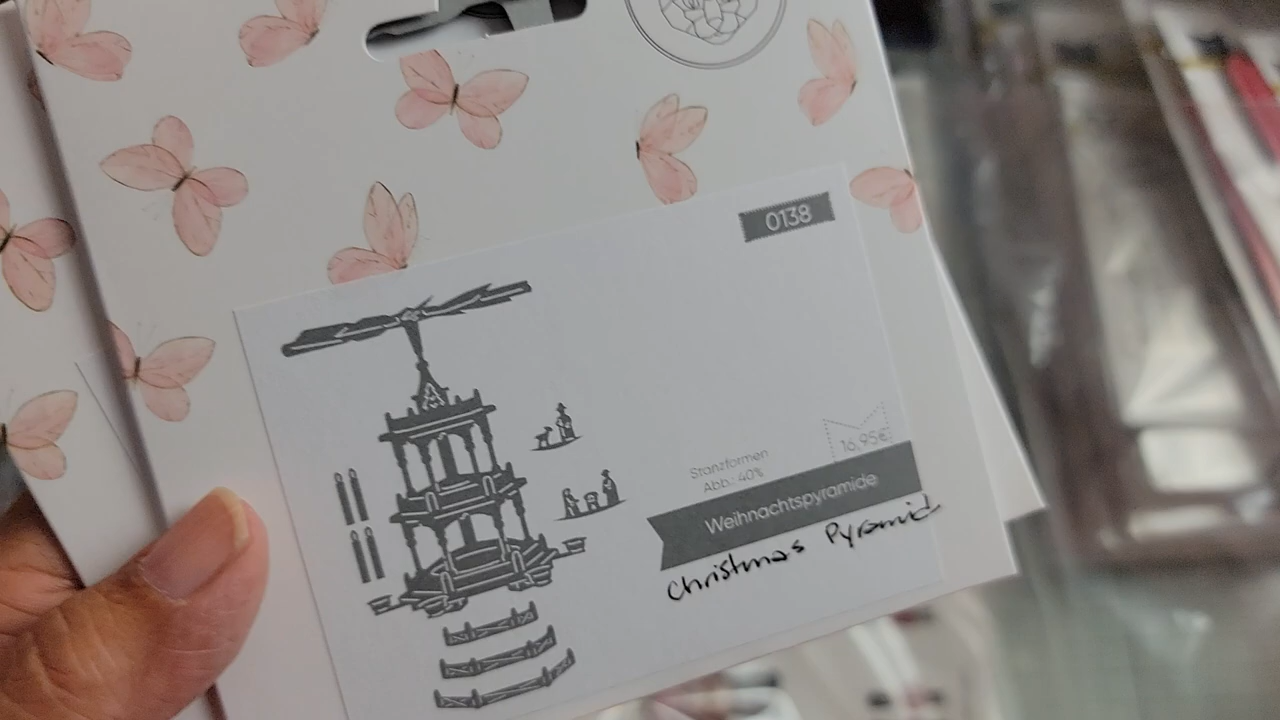 0138
16,95€
Stanzformen
Abb.: 40%
Weihnachtspyramide
Christmas Pyramid